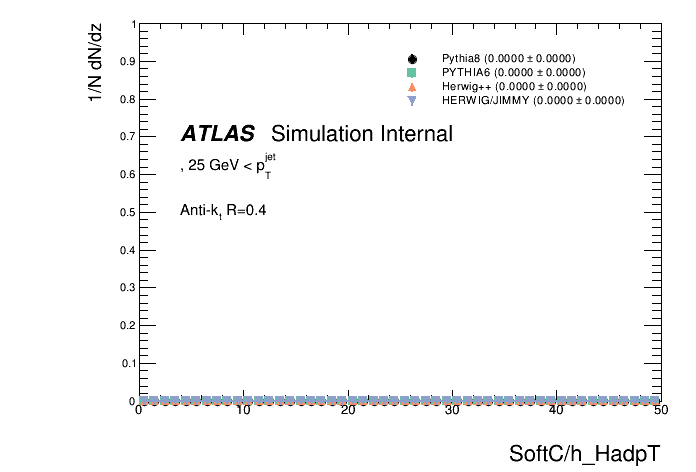 1/N dN/dz
1
0.9
0.8
0.7
0.6
0.5
0.4
0.3
0.2
0.1
0
Pythia8 (0.0000 ± 0.0000)
PYTHIA6 (0.0000 ± 0.0000)
Herwig++ (0.0000 ± 0.0000)
HERWIG/JIMMY (0.0000 ± 0.0000)
ATLAS Simulation Internal
, 25 GeV < p_T^jet
Anti-k_t R=0.4
0 10 20 30 40 50
SoftC/h_HadpT